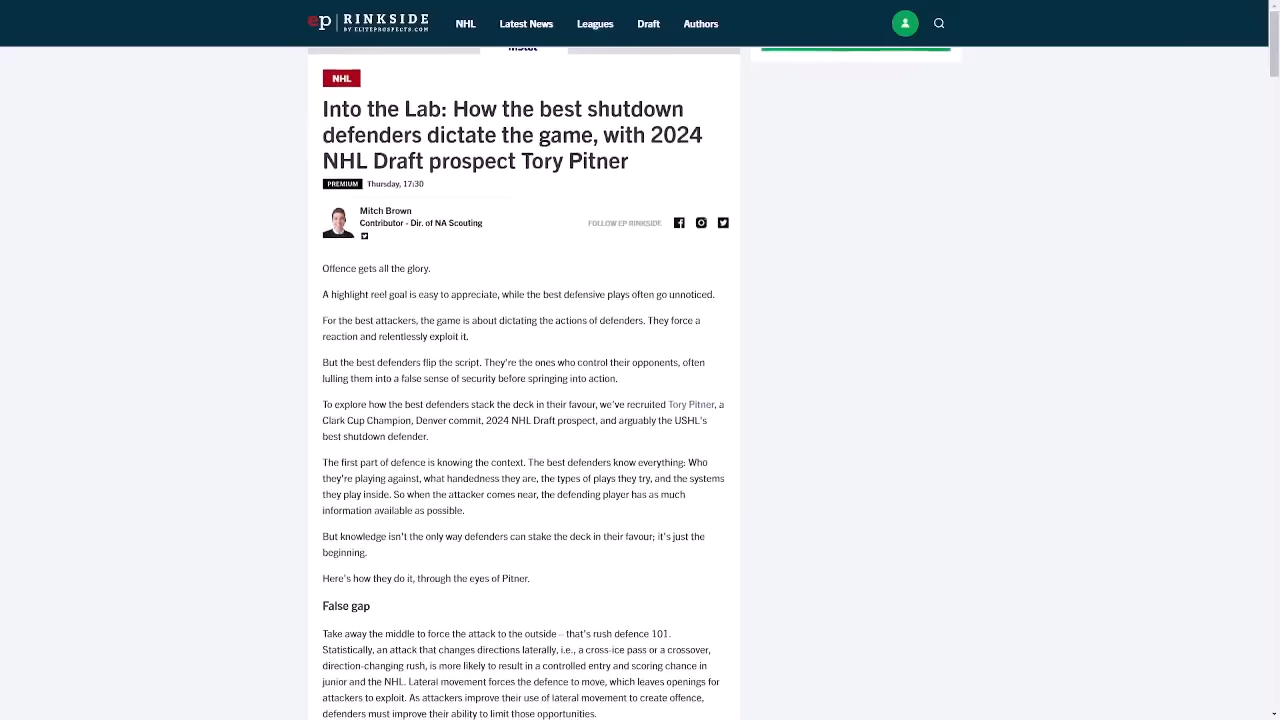 ep RINKSIDE
BY ELITEPROSPECTS.COM
NHL Latest News Leagues Draft Authors
NHL
Into the Lab: How the best shutdown
defenders dictate the game, with 2024
NHL Draft prospect Tory Pitner
PREMIUM Thursday, 17:30
Mitch Brown
Contributor - Dir. of NA Scouting
FOLLOW EP RINKSIDE
Offence gets all the glory.
A highlight reel goal is easy to appreciate, while the best defensive plays often go unnoticed.
For the best attackers, the game is about dictating the actions of defenders. They force a
reaction and relentlessly exploit it.
But the best defenders flip the script. They're the ones who control their opponents, often
lulling them into a false sense of security before springing into action.
To explore how the best defenders stack the deck in their favour, we've recruited Tory Pitner, a
Clark Cup Champion, Denver commit, 2024 NHL Draft prospect, and arguably the USHL's
best shutdown defender.
The first part of defence is knowing the context. The best defenders know everything: Who
they're playing against, what handedness they are, the types of plays they try, and the systems
they play inside. So when the attacker comes near, the defending player has as much
information available as possible.
But knowledge isn't the only way defenders can stake the deck in their favour; it's just the
beginning.
Here's how they do it, through the eyes of Pitner.
False gap
Take away the middle to force the attack to the outside – that's rush defence 101.
Statistically, an attack that changes directions laterally, i.e., a cross-ice pass or a crossover,
direction-changing rush, is more likely to result in a controlled entry and scoring chance in
junior and the NHL. Lateral movement forces the defence to move, which leaves openings for
attackers to exploit. As attackers improve their use of lateral movement to create offence,
defenders must improve their ability to limit those opportunities.